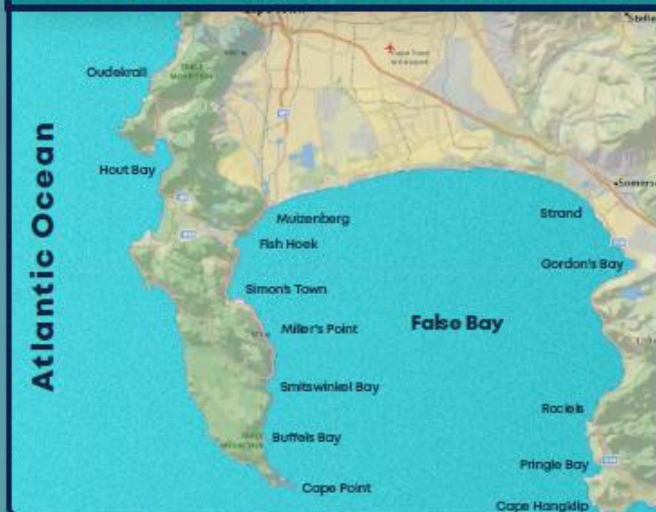 Oudekraal
Hout Bay
Atlantic Ocean
Muizenberg
Fish Hoek
Simon's Town
Miller's Point
False Bay
Smitswinkel Bay
Buffels Bay
Cape Point
Strand
Gordon's Bay
Rooiels
Pringle Bay
Cape Hangklip